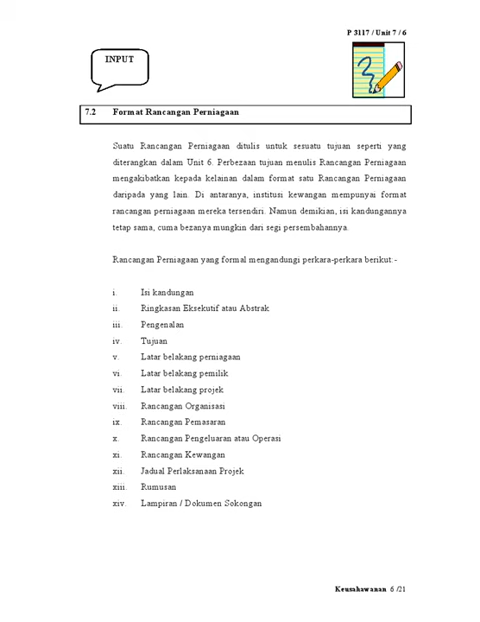 P 3117 / Unit 7 / 6
INPUT
7.2 Format Rancangan Perniagaan
Suatu Rancangan Perniagaan ditulis untuk sesuatu tujuan seperti yang
diterangkan dalam Unit 6. Perbezaan tujuan menulis Rancangan Perniagaan
mengakibatkan kepada kelainan dalam format satu Rancangan Perniagaan
daripada yang lain. Di antaranya, institusi kewangan mempunyai format
rancangan perniagaan mereka tersendiri. Namun demikian, isi kandungannya
tetap sama, cuma bezanya mungkin dari segi persembahannya.
Rancangan Perniagaan yang formal mengandungi perkara-perkara berikut:-
i. Isi kandungan
ii. Ringkasan Eksekutif atau Abstrak
iii. Pengenalan
iv. Tujuan
v. Latar belakang perniagaan
vi. Latar belakang pemilik
vii. Latar belakang projek
viii. Rancangan Organisasi
ix. Rancangan Pemasaran
x. Rancangan Pengeluaran atau Operasi
xi. Rancangan Kewangan
xii. Jadual Perlaksanaan Projek
xiii. Rumusan
xiv. Lampiran / Dokumen Sokongan
Keusahawanan 6 /21